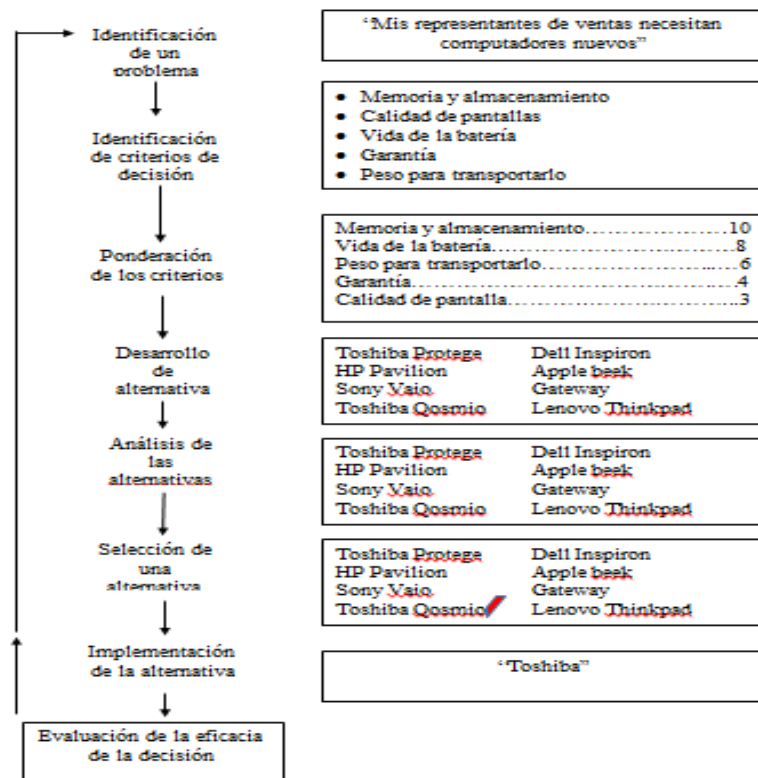 Identificación
de un
problema
“Mis representantes de ventas necesitan
computadores nuevos”
Identificación
de criterios de
decisión
• Memoria y almacenamiento
• Calidad de pantallas
• Vida de la batería
• Garantía
• Peso para transportarlo
Ponderación
de los criterios
Memoria y almacenamiento…………………….10
Vida de la batería……………………………….8
Peso para transportarlo………………………...6
Garantía………………………………………...4
Calidad de pantalla……………………………..3
Desarrollo
de
alternativa
Toshiba Protege Dell Inspiron
HP Pavilion Apple beek
Sony Vaio Gateway
Toshiba Qosmio Lenovo Thinkpad
Análisis de
las
alternativas
Toshiba Protege Dell Inspiron
HP Pavilion Apple beek
Sony Vaio Gateway
Toshiba Qosmio Lenovo Thinkpad
Selección de
una
alternativa
Toshiba Protege Dell Inspiron
HP Pavilion Apple beek
Sony Vaio Gateway
Toshiba Qosmio Lenovo Thinkpad
Implementación
de la alternativa
“Toshiba”
Evaluación de la eficacia
de la decisión